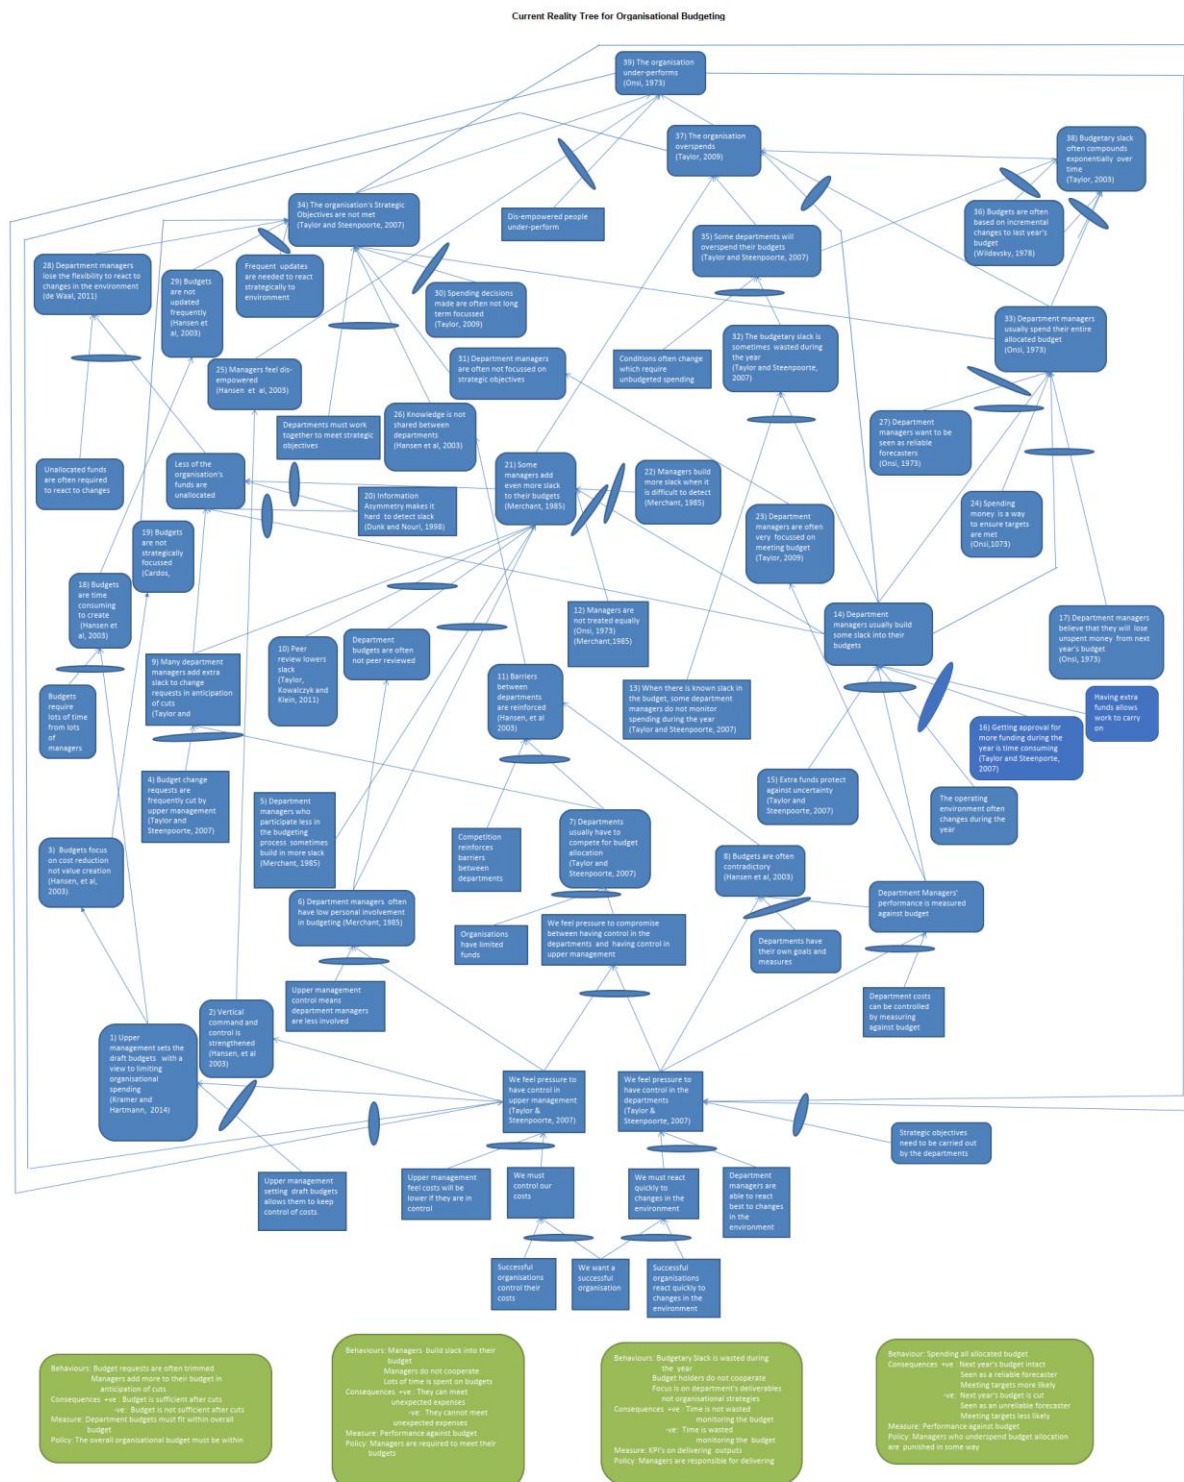 Current Reality Tree for Organisational Budgeting
39) The organisation
under-performs
(Onsi, 1973)
37) The organisation
overspends
(Taylor, 2009)
38) Budgetary slack
often compounds
exponentially over
time
(Taylor, 2003)
34) The organisation's Strategic
Objectives are not met
(Taylor and Steenpoorte, 2007)
Dis-empowered people
under-perform
36) Budgets are often
based on incremental
changes to last year's
budget
(Wildavsky, 1978)
35) Some departments will
overspend their budgets
(Taylor and Steenpoorte, 2007)
28) Department managers
lose the flexibility to react to
changes in the environment
(de Waal, 2011)
29) Budgets
are not
updated
frequently
(Hansen et
al, 2003)
Frequent updates
are needed to react
strategically to
environment
30) Spending decisions
made are often not long
term focussed
(Taylor, 2009)
33) Department managers
usually spend their entire
allocated budget
(Onsi, 1973)
32) The budgetary slack is
sometimes wasted during
the year
(Taylor and Steenpoorte,
2007)
25) Managers feel dis-
empowered
(Hansen et al, 2003)
31) Department managers
are often not focussed on
strategic objectives
Conditions often change
which require
unbudgeted spending
Departments must work
together to meet strategic
objectives
26) Knowledge is not
shared between
departments
(Hansen et al, 2003)
27) Department
managers want to be
seen as reliable
forecasters
(Onsi, 1973)
Unallocated funds
are often required
to react to changes
Less of the
organisation's
funds are
unallocated
21) Some
managers add
even more slack
to their budgets
(Merchant, 1985)
22) Managers build
more slack when it
is difficult to detect
(Merchant, 1985)
20) Information
Asymmetry makes it
hard to detect slack
(Dunk and Nouri, 1998)
23) Department
managers are often
very focussed on
meeting budget
(Taylor, 2009)
24) Spending
money is a way
to ensure targets
are met
(Onsi,1073)
19) Budgets
are not
strategically
focussed
(Cardos,
18) Budgets
are time
consuming
to create
(Hansen et
al, 2003)
12) Managers are
not treated equally
(Onsi, 1973)
(Merchant,1985)
14) Department
managers usually build
some slack into their
budgets
17) Department managers
believe that they will lose
unspent money from next
year's budget
(Onsi, 1973)
9) Many department
managers add extra
slack to change
requests in anticipation
of cuts
(Taylor and
10) Peer
review lowers
slack
(Taylor,
Kowalczyk and
Klein, 2011)
Department
budgets are often
not peer reviewed
11) Barriers
between
departments
are reinforced
(Hansen, et al
2003)
13) When there is known slack in
the budget, some department
managers do not monitor
spending during the year
(Taylor and Steenpoorte, 2007)
Budgets
require
lots of time
from lots
of
managers
Having extra
funds allows
work to carry
on
16) Getting approval for
more funding during the
year is time consuming
(Taylor and Steenporte,
2007)
4) Budget change
requests are
frequently cut by
upper management
(Taylor and
Steenpoorte, 2007)
15) Extra funds protect
against uncertainty
(Taylor and
Steenpoorte, 2007)
The operating
environment often
changes during the
year
5) Department
managers who
participate less in
the budgeting
process sometimes
build in more slack
(Merchant, 1985)
Competition
reinforces
barriers
between
departments
7) Departments
usually have to
compete for budget
allocation
(Taylor and
Steenpoorte, 2007)
3) Budgets focus
on cost reduction
not value creation
(Hansen, et al,
2003).
8) Budgets are often
contradictory
(Hansen et al, 2003)
6) Department managers often
have low personal involvement
in budgeting (Merchant, 1985)
Department Managers'
performance is measured
against budget
Organisations
have limited
funds
We feel pressure to compromise
between having control in the
departments and having control in
upper management
Departments have
their own goals and
measures
Upper management
control means
department managers
are less involved
Department costs
can be controlled
by measuring
against budget
2) Vertical
command and
control is
strengthened
(Hansen, et al
2003)
1) Upper
management sets the
draft budgets with a
view to limiting
organisational
spending
(Kramer and
Hartmann, 2014)
We feel pressure to
have control in
upper management
(Taylor &
Steenpoorte, 2007)
We feel pressure to
have control in the
departments
(Taylor &
Steenpoorte, 2007)
Strategic objectives
need to be carried out
by the departments
Upper management
setting draft budgets
allows them to keep
control of costs.
Upper management
feel costs will be
lower if they are in
control
We must
control our
costs
We must react
quickly to
changes in the
environment
Department
managers are
able to react
best to changes
in the
environment
Successful
organisations
control their
costs
We want a
successful
organisation
Successful
organisations
react quickly to
changes in the
environment
Behaviours: Budget requests are often trimmed
Managers add more to their budget in
anticipation of cuts
Consequences +ve : Budget is sufficient after cuts
-ve: Budget is not sufficient after cuts
Measure: Department budgets must fit within overall
budget
Policy: The overall organisational budget must be within
Behaviours: Managers build slack into their
budget
Managers do not cooperate
Lots of time is spent on budgets
Consequences +ve : They can meet
unexpected expenses
-ve: They cannot meet
unexpected expenses
Measure: Performance against budget
Policy: Managers are required to meet their
budgets
Behaviours: Budgetary Slack is wasted during
the year
Budget holders do not cooperate
Focus is on department's deliverables
not organisational strategies
Consequences +ve : Time is not wasted
monitoring the budget
-ve: Time is wasted
monitoring the budget
Measure: KPI's on delivering outputs
Policy: Managers are responsible for delivering
Behaviour: Spending all allocated budget
Consequences +ve : Next year's budget intact
Seen as a reliable forecaster
Meeting targets more likely
-ve: Next year's budget is cut
Seen as an unreliable forecaster
Meeting targets less likely
Measure: Performance against budget
Policy: Managers who underspend budget allocation
are punished in some way